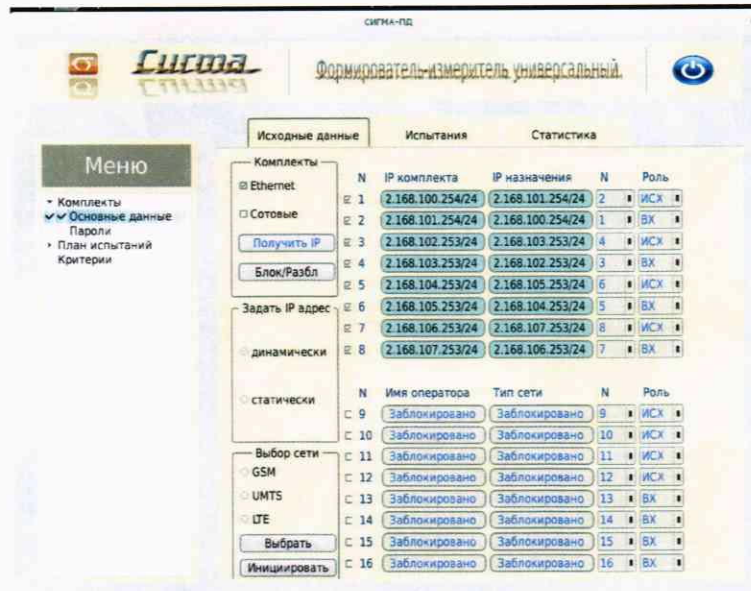 СИГМА-ПД
Сигма
Формирователь-измеритель универсальный.
Исходные данные Испытания Статистика
Меню
Комплекты
Основные данные
Пароли
План испытаний
Критерии
Комплекты
Ethernet
Сотовые
Получить IP
Блок/Разбл
Задать IP адрес
динамически
статически
Выбор сети
GSM
UMTS
LTE
Выбрать
Инициировать
N IP комплекта IP назначения N Роль
1 2.168.100.254/24 2.168.101.254/24 2 ИСХ
2 2.168.101.254/24 2.168.100.254/24 1 ВХ
3 2.168.102.253/24 2.168.103.253/24 4 ИСХ
4 2.168.103.253/24 2.168.102.253/24 3 ВХ
5 2.168.104.253/24 2.168.105.253/24 6 ИСХ
6 2.168.105.253/24 2.168.104.253/24 5 ВХ
7 2.168.106.253/24 2.168.107.253/24 8 ИСХ
8 2.168.107.253/24 2.168.106.253/24 7 ВХ
N Имя оператора Тип сети N Роль
9 Заблокировано Заблокировано 9 ИСХ
10 Заблокировано Заблокировано 10 ИСХ
11 Заблокировано Заблокировано 11 ИСХ
12 Заблокировано Заблокировано 12 ИСХ
13 Заблокировано Заблокировано 13 ВХ
14 Заблокировано Заблокировано 14 ВХ
15 Заблокировано Заблокировано 15 ВХ
16 Заблокировано Заблокировано 16 ВХ